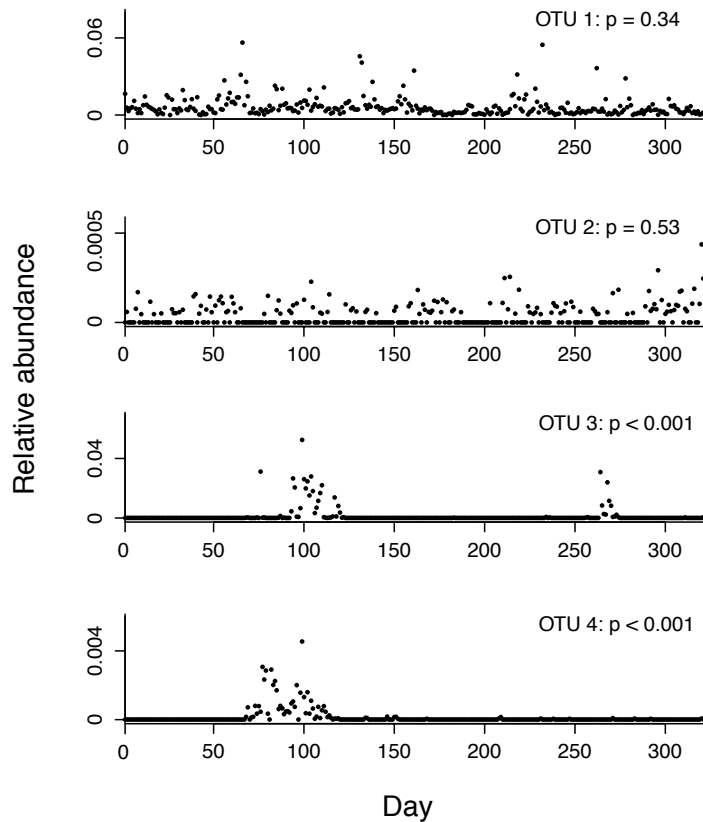 OTU 1: p = 0.34
0.06
0
0 50 100 150 200 250 300
OTU 2: p = 0.53
0.0005
0
0 50 100 150 200 250 300
Relative abundance
OTU 3: p < 0.001
0.04
0
0 50 100 150 200 250 300
OTU 4: p < 0.001
0.004
0
0 50 100 150 200 250 300
Day